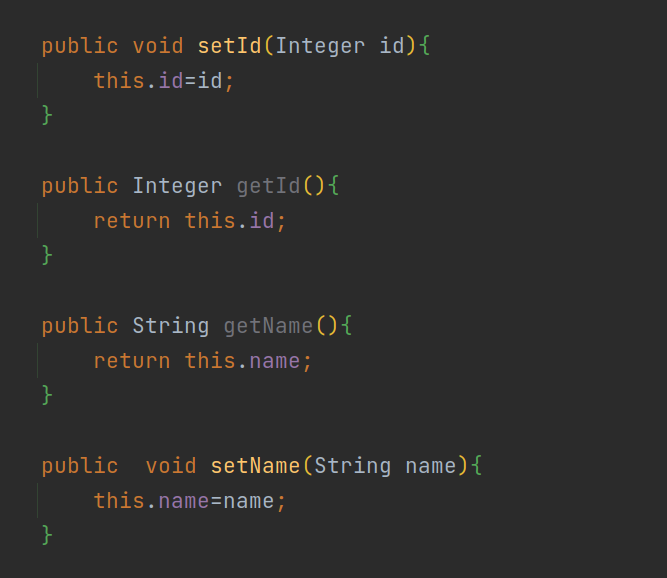 public void setId(Integer id){
    this.id=id;
}
public Integer getId(){
    return this.id;
}
public String getName(){
    return this.name;
}
public  void setName(String name){
    this.name=name;
}